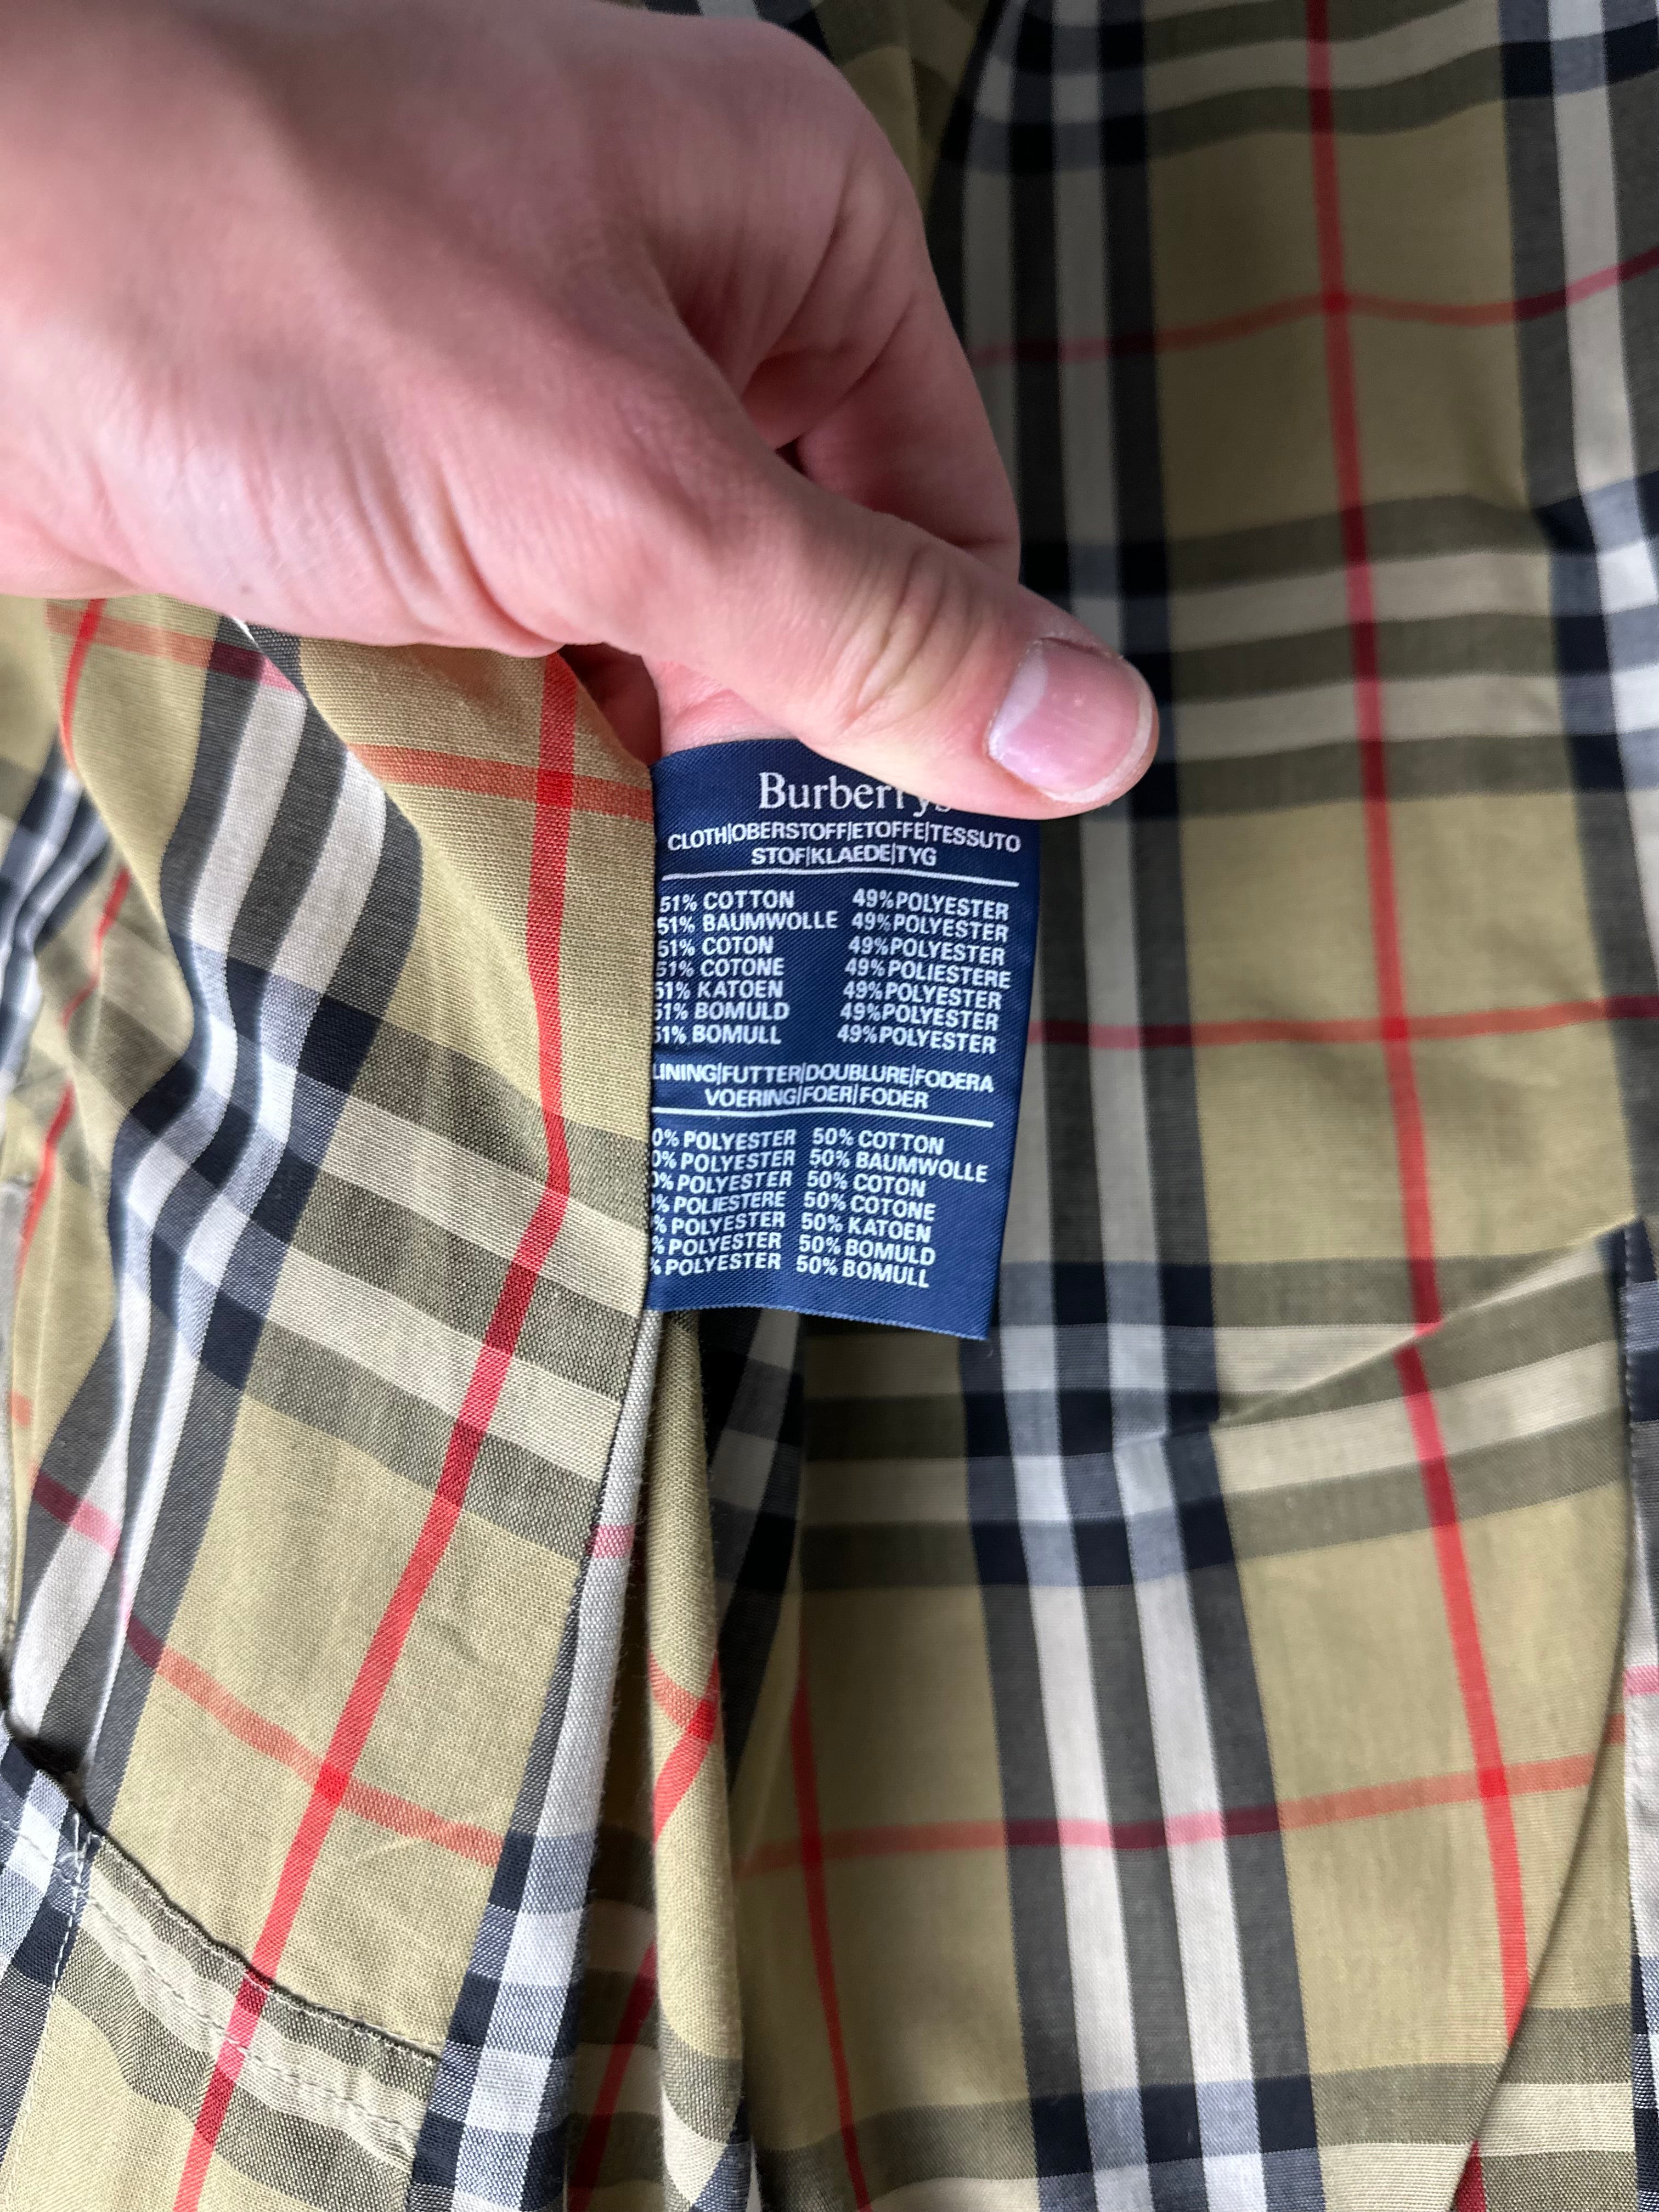 Burberrys
CLOTH|OBERSTOFF|ETOFFE|TESSUTO
STOF|KLAEDE|TYG
51% COTTON 49%POLYESTER
51% BAUMWOLLE 49%POLYESTER
51% COTON 49%POLYESTER
51% COTONE 49%POLIESTERE
51% KATOEN 49%POLYESTER
51% BOMULD 49%POLYESTER
51% BOMULL 49%POLYESTER
LINING|FUTTER|DOUBLURE|FODERA
VOERING|FOER|FODER
0% POLYESTER 50% COTTON
0% POLYESTER 50% BAUMWOLLE
0% POLYESTER 50% COTON
% POLIESTERE 50% COTONE
% POLYESTER 50% KATOEN
% POLYESTER 50% BOMULD
% POLYESTER 50% BOMULL